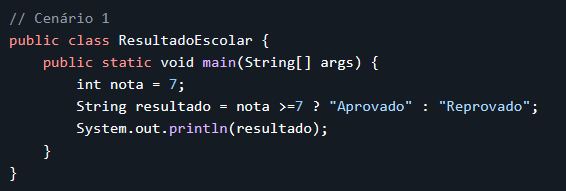 // Cenário 1
public class ResultadoEscolar {
    public static void main(String[] args) {
        int nota = 7;
        String resultado = nota >=7 ? "Aprovado" : "Reprovado";
        System.out.println(resultado);
    }
}